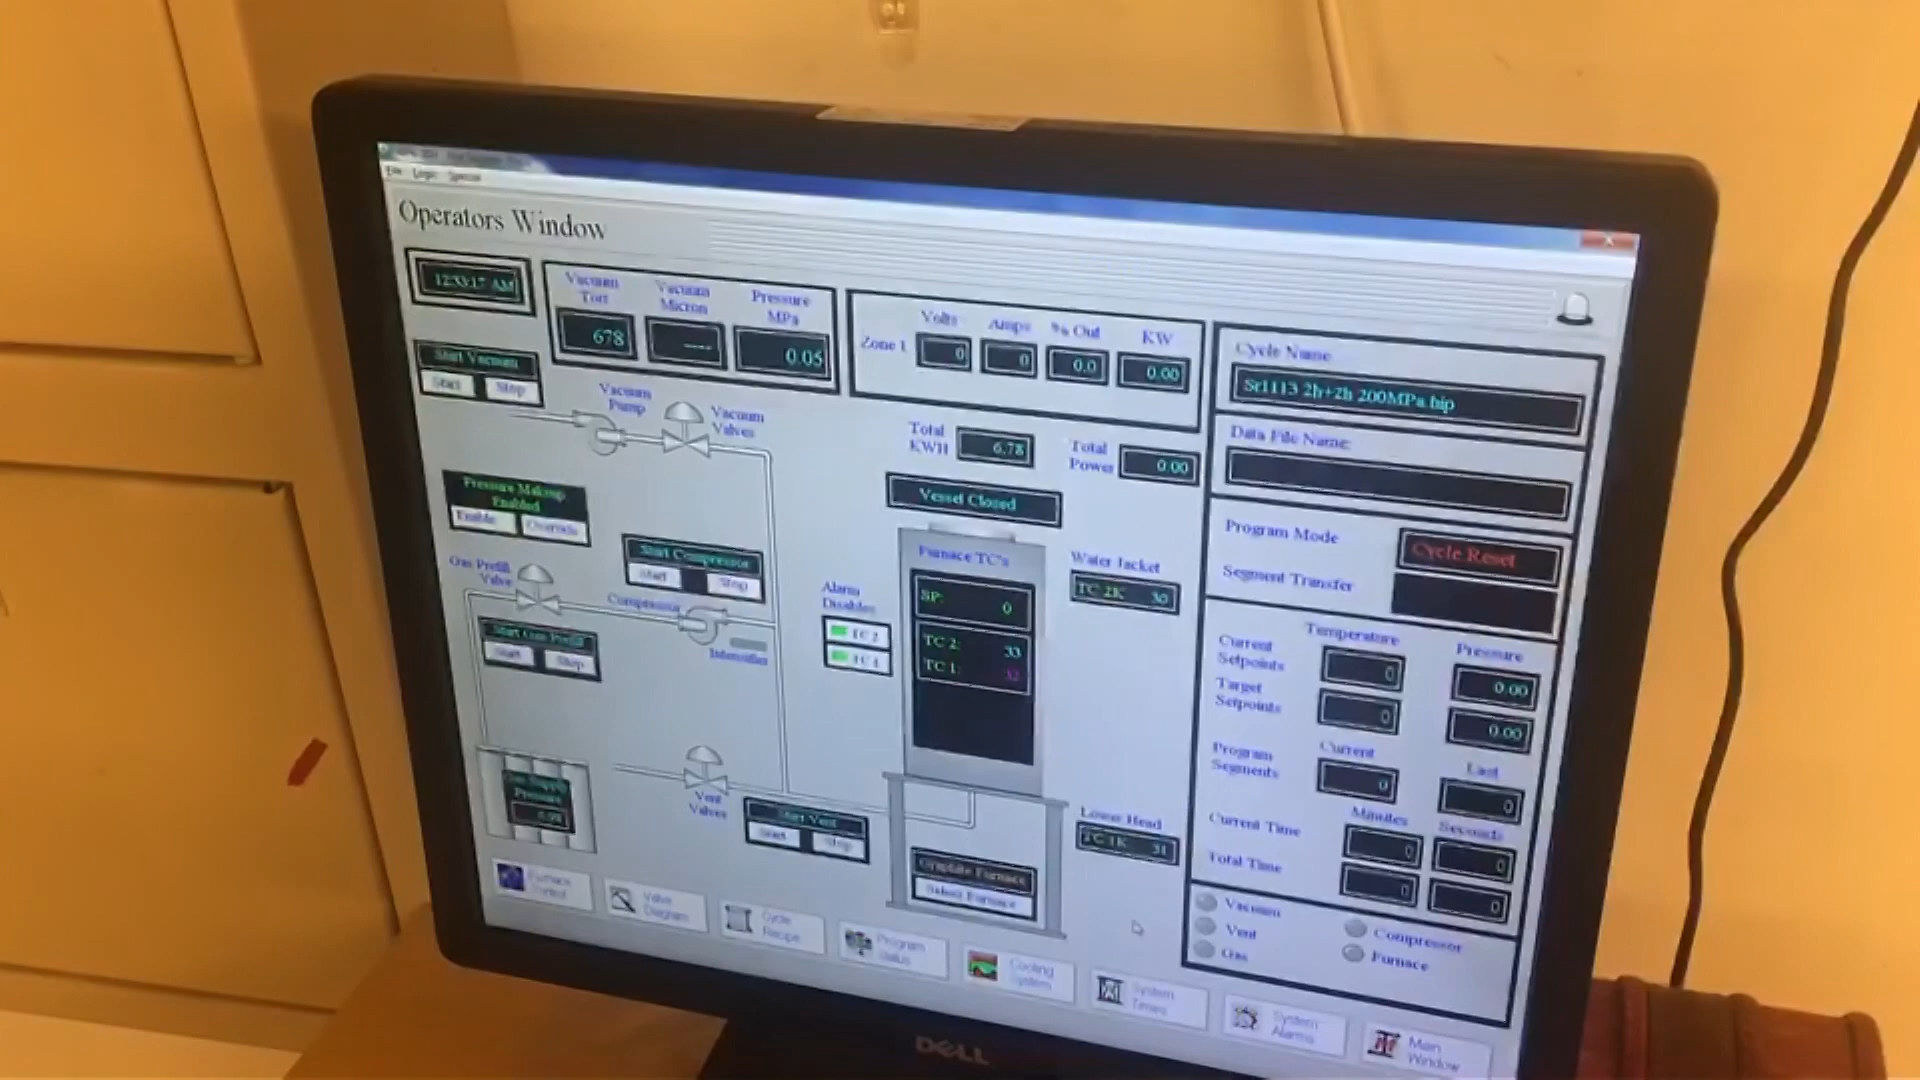 File Logic Special
Operators Window
12:53:17 AM
Vacuum Torr
678
Vacuum Micron
----
Pressure MPa
0.05
Zone 1
Volts
0
Amps
0
% Out
0.0
KW
0.00
Start Vacuum
Start Stop
Vacuum Pump
Vacuum Valves
Total KWH
6.78
Total Power
0.00
Vessel Closed
Pressure Makeup Enabled
Enable Override
Start Compressor
Start Stop
Gas Prefill Valve
Compressor
Intensifier
Start Gas Prefill
Start Stop
Alarm Disables
TC 2
TC 1
Furnace TC's
SP: 0
TC 2: 33
TC 1: 32
Water Jacket
TC 2K 30
Vent Valves
Start Vent
Start Stop
Gas Supply Pressure
Lower Head
TC 1K 31
Graphite Furnace
Select Furnace
Cycle Name
Sr1113 2h+2h 200MPa.hip
Data File Name:
Program Mode
Cycle Reset
Segment Transfer
Temperature Pressure
Current Setpoints 0 0.00
Target Setpoints 0 0.00
Current Last
Program Segments 0 0
Minutes Seconds
Current Time 0 0
Total Time 0 0
Vacuum
Vent
Gas
Compressor
Furnace
Furnace Control
Valve Diagram
Cycle Recipe
Program Status
Cooling System
System Times
System Alarms
Main Window
DELL